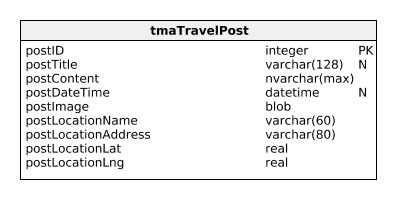 tmaTravelPost
postID integer PK
postTitle varchar(128) N
postContent nvarchar(max)
postDateTime datetime N
postImage blob
postLocationName varchar(60)
postLocationAddress varchar(80)
postLocationLat real
postLocationLng real